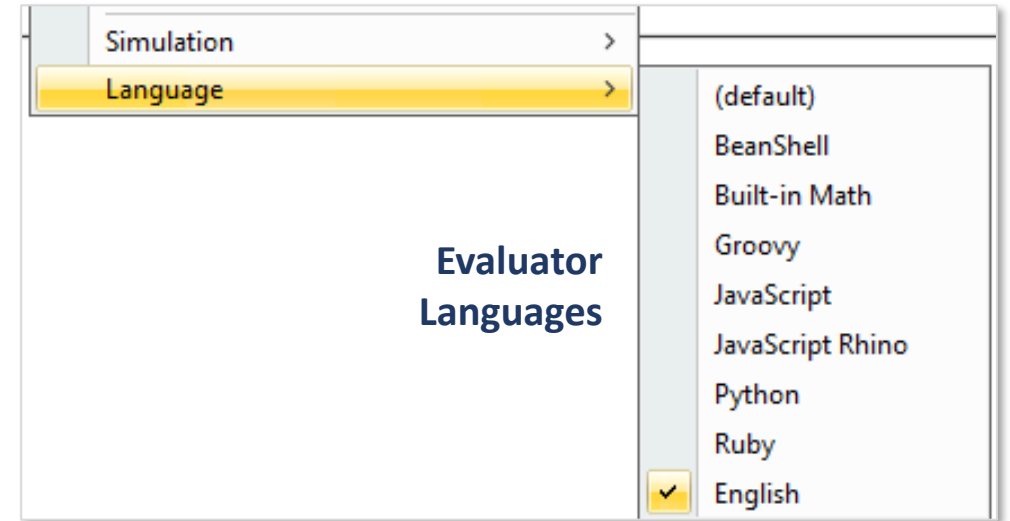 Simulation
Language
(default)
BeanShell
Built-in Math
Groovy
JavaScript
JavaScript Rhino
Python
Ruby
English
Evaluator
Languages